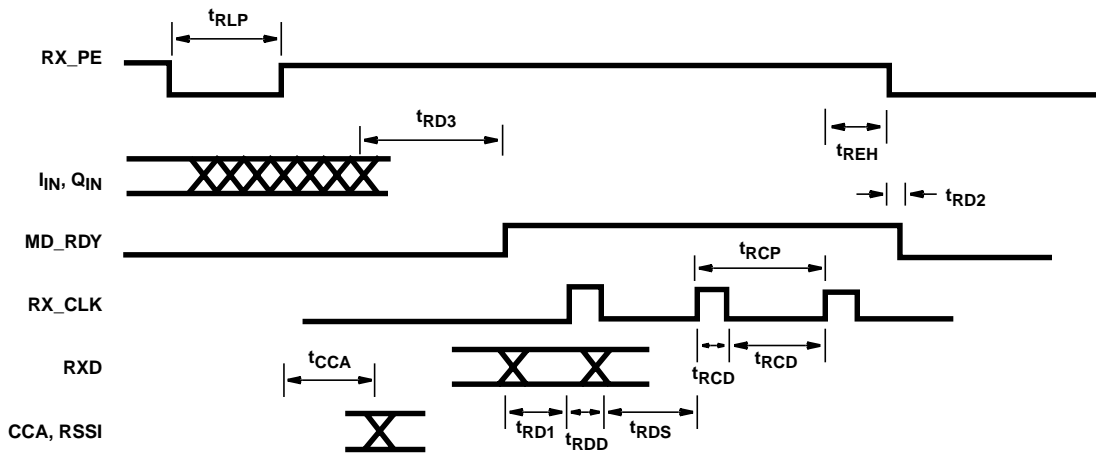 tRLP
RX_PE
tRD3
tREH
IIN, QIN
tRD2
MD_RDY
tRCP
RX_CLK
tCCA
RXD
tRCD
tRCD
CCA, RSSI
tRD1
tRDD
tRDS